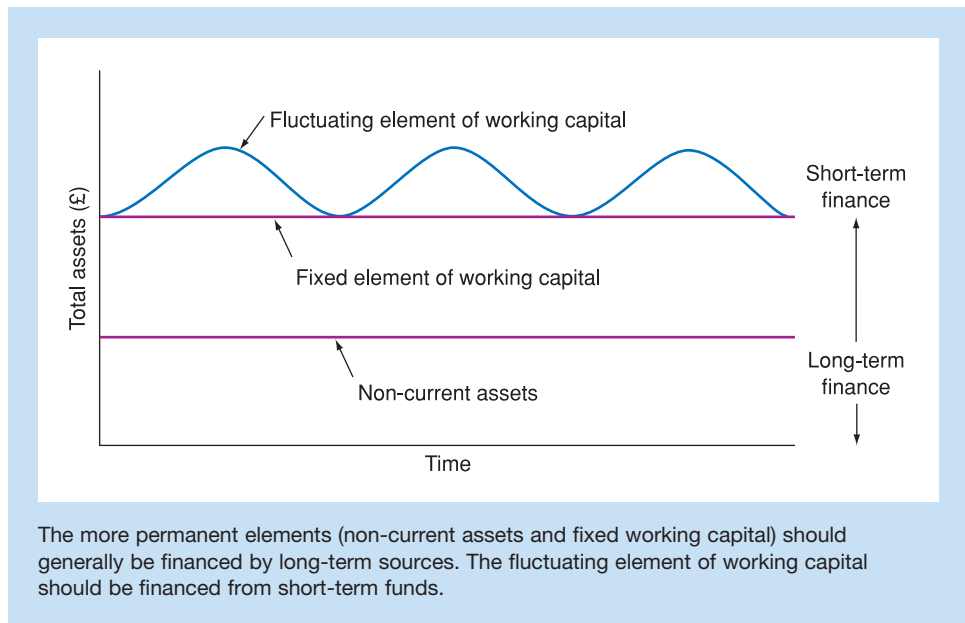 Fluctuating element of working capital
Short-term
finance
Total assets (£)
Fixed element of working capital
Long-term
finance
Non-current assets
Time
The more permanent elements (non-current assets and fixed working capital) should
generally be financed by long-term sources. The fluctuating element of working capital
should be financed from short-term funds.